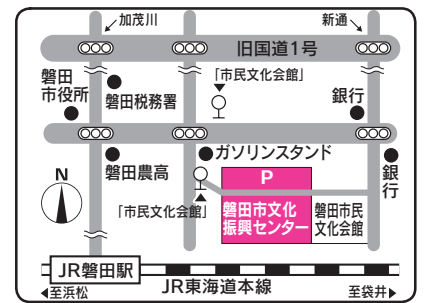 加茂川
新通
旧国道1号
磐田
市役所
磐田税務署
「市民文化会館」
銀行
ガソリンスタンド
磐田農高
N
P
銀
行
「市民文化会館」
磐田市文化
振興センター
磐田市民
文化会館
JR磐田駅
JR東海道本線
◀至浜松
至袋井▶